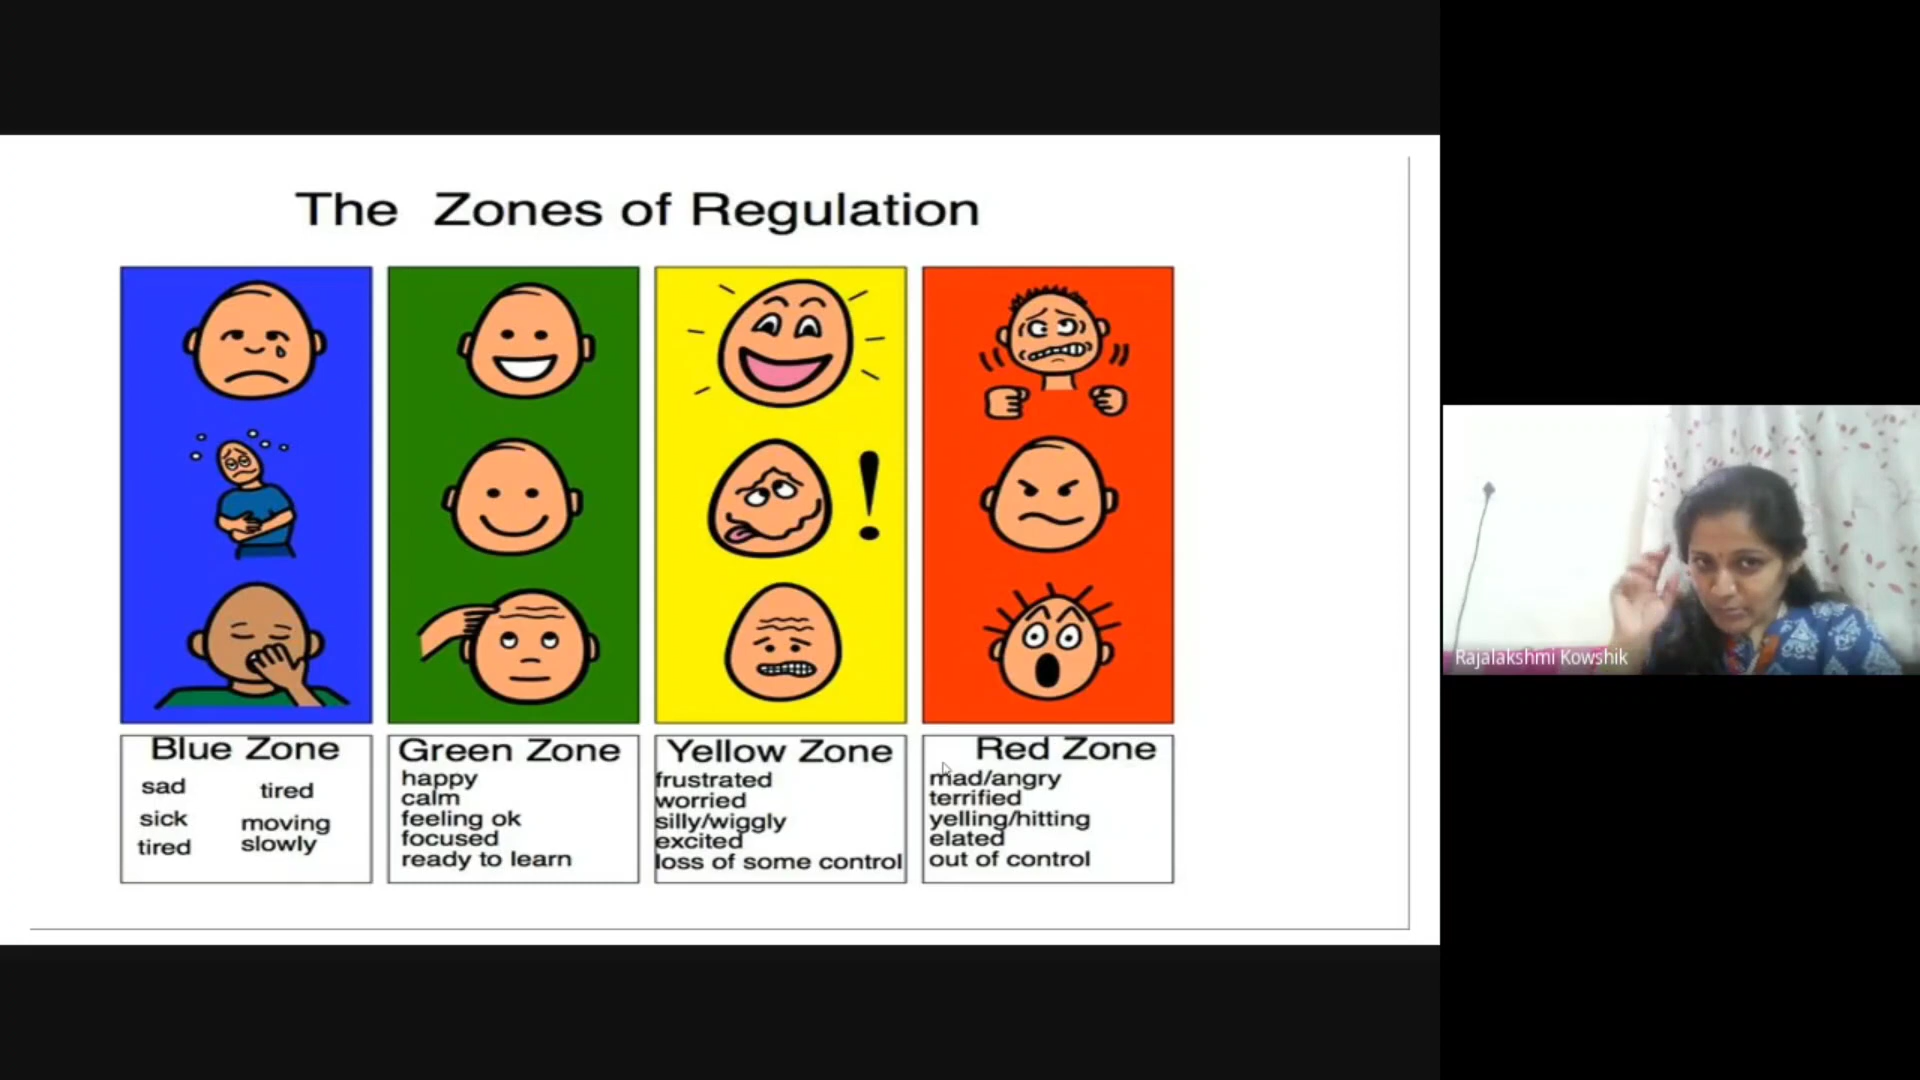 The Zones of Regulation
Blue Zone
sad tired
sick moving
tired slowly
Green Zone
happy
calm
feeling ok
focused
ready to learn
Yellow Zone
frustrated
worried
silly/wiggly
excited
loss of some control
!
Red Zone
mad/angry
terrified
yelling/hitting
elated
out of control
Rajalakshmi Kowshik